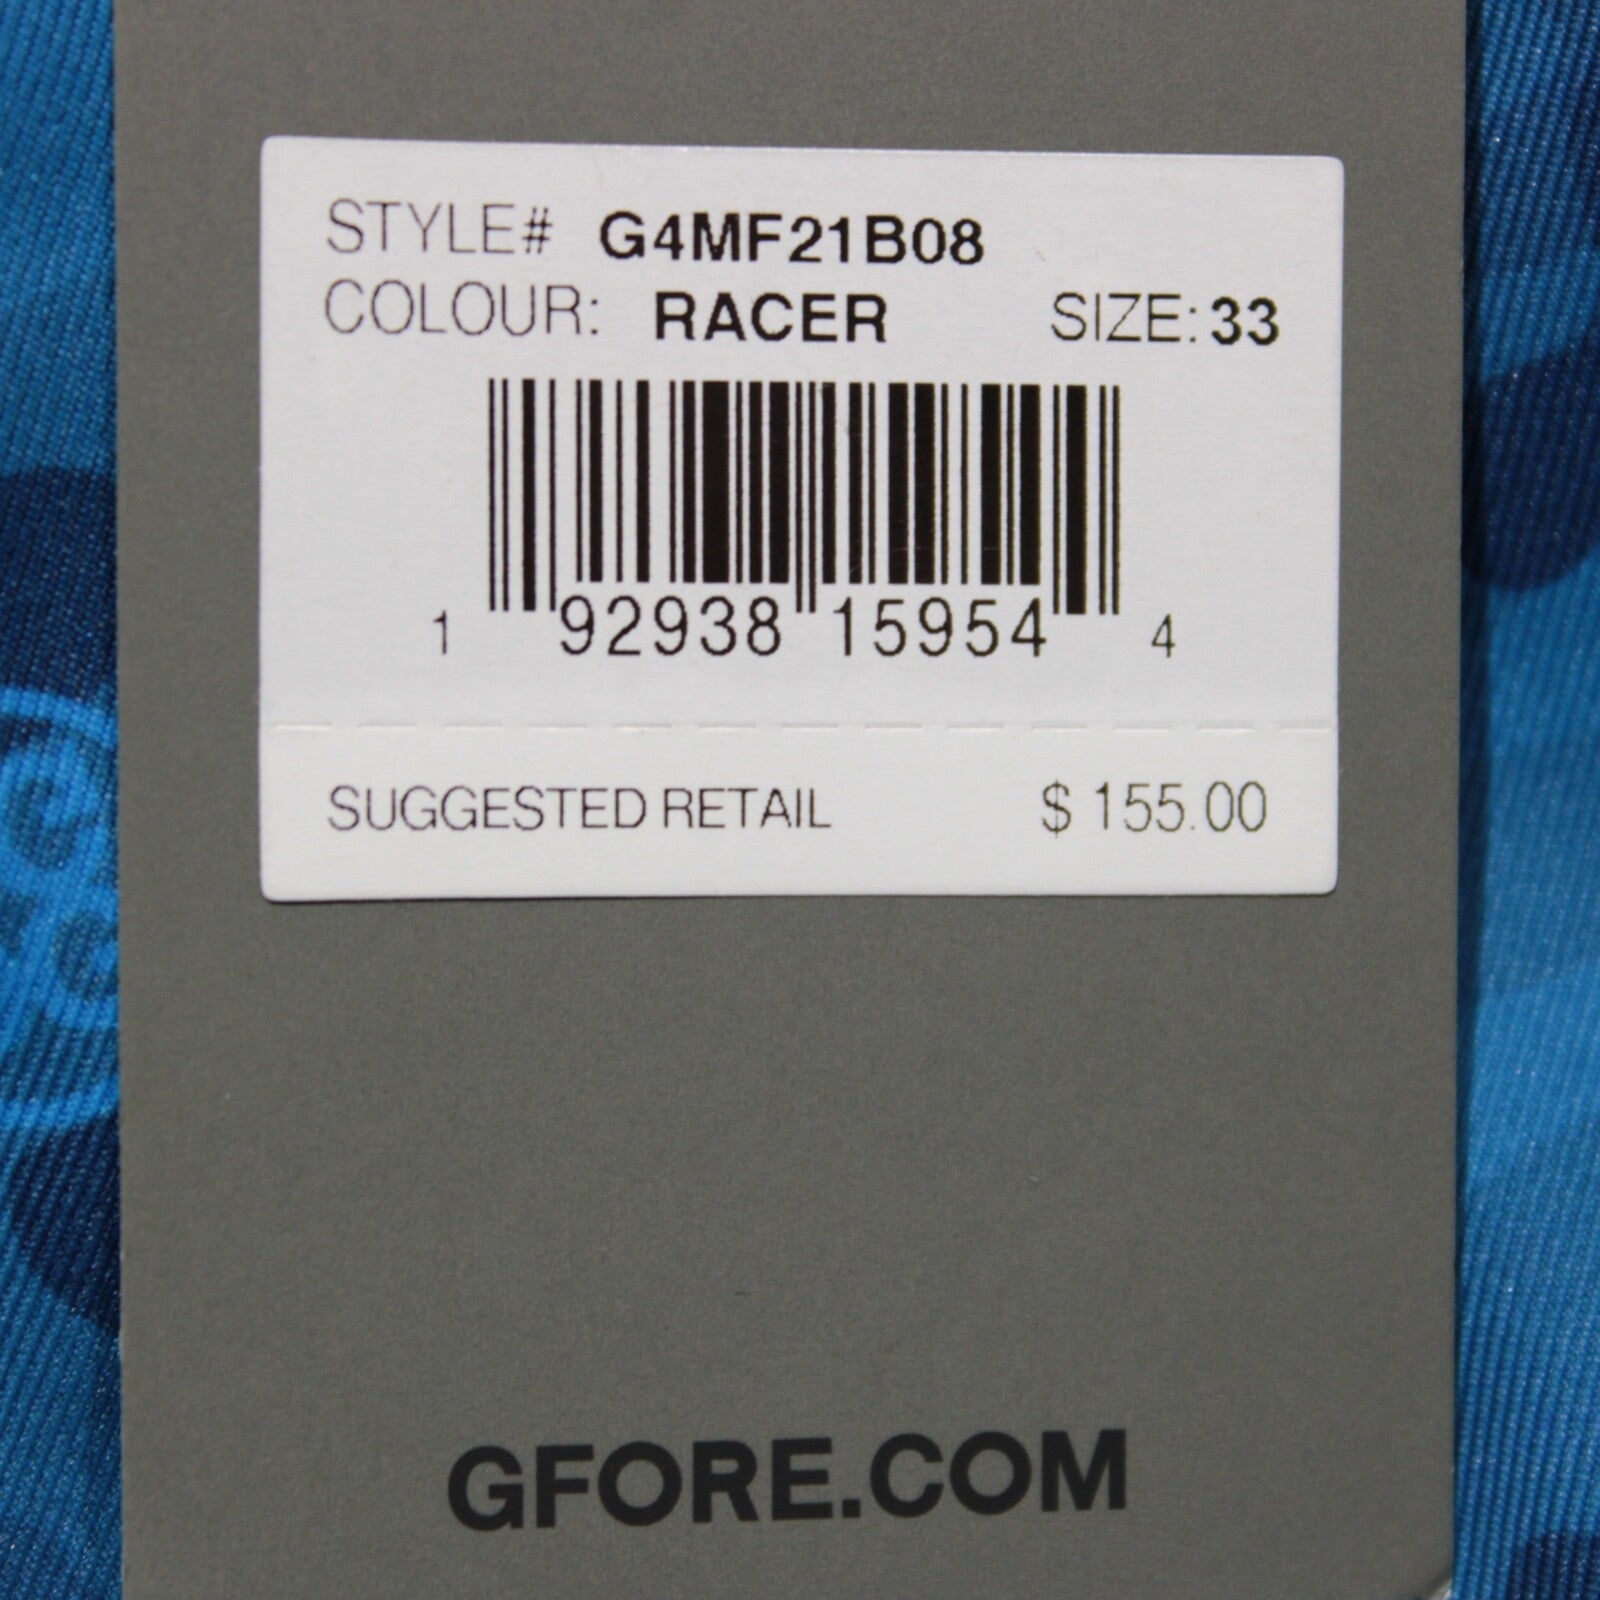 STYLE# G4MF21B08
COLOUR: RACER SIZE: 33
1 92938 15954 4
SUGGESTED RETAIL $ 155.00
GFORE.COM